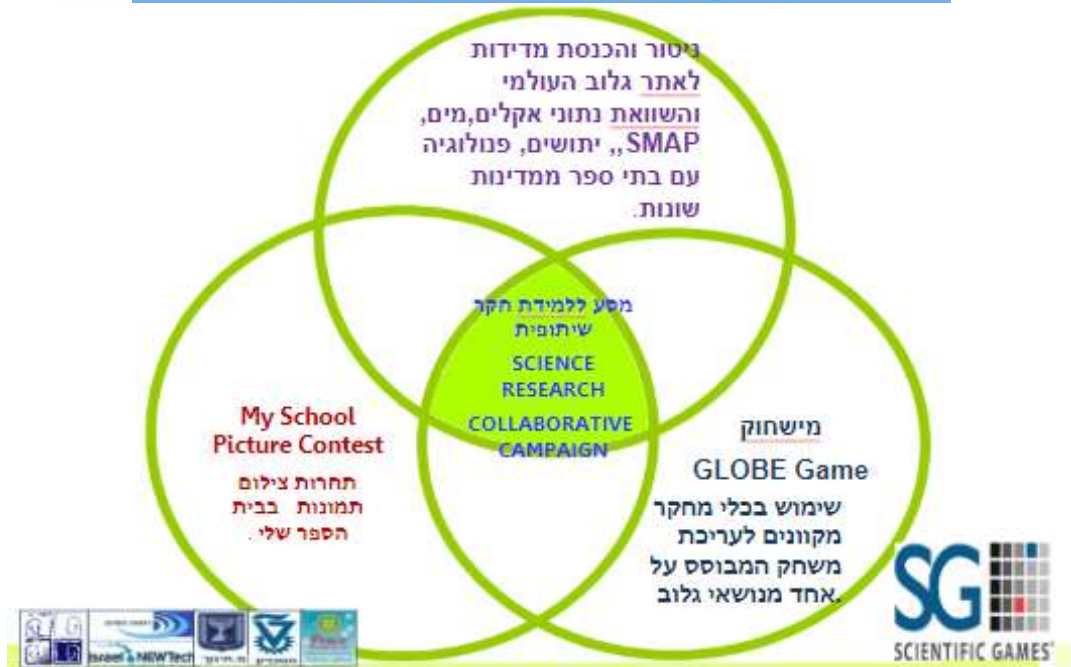 ניטור והכנסת מדידות
לאתר גלוב העולמי
והשוואת נתוני אקלים,מים,
SMAP,, יתושים, פנולוגיה
עם בתי ספר ממדינות
שונות.
מסע ללמידת חקר
שיתופית
SCIENCE
RESEARCH
COLLABORATIVE
CAMPAIGN
My School
Picture Contest
תחרות צילום
תמונות בבית
הספר שלי .
מישחוק
GLOBE Game
שימוש בכלי מחקר
מקוונים לעריכת
משחק המבוסס על
אחד מנושאי גלוב.
SG
SCIENTIFIC GAMES
Israel NEWTech